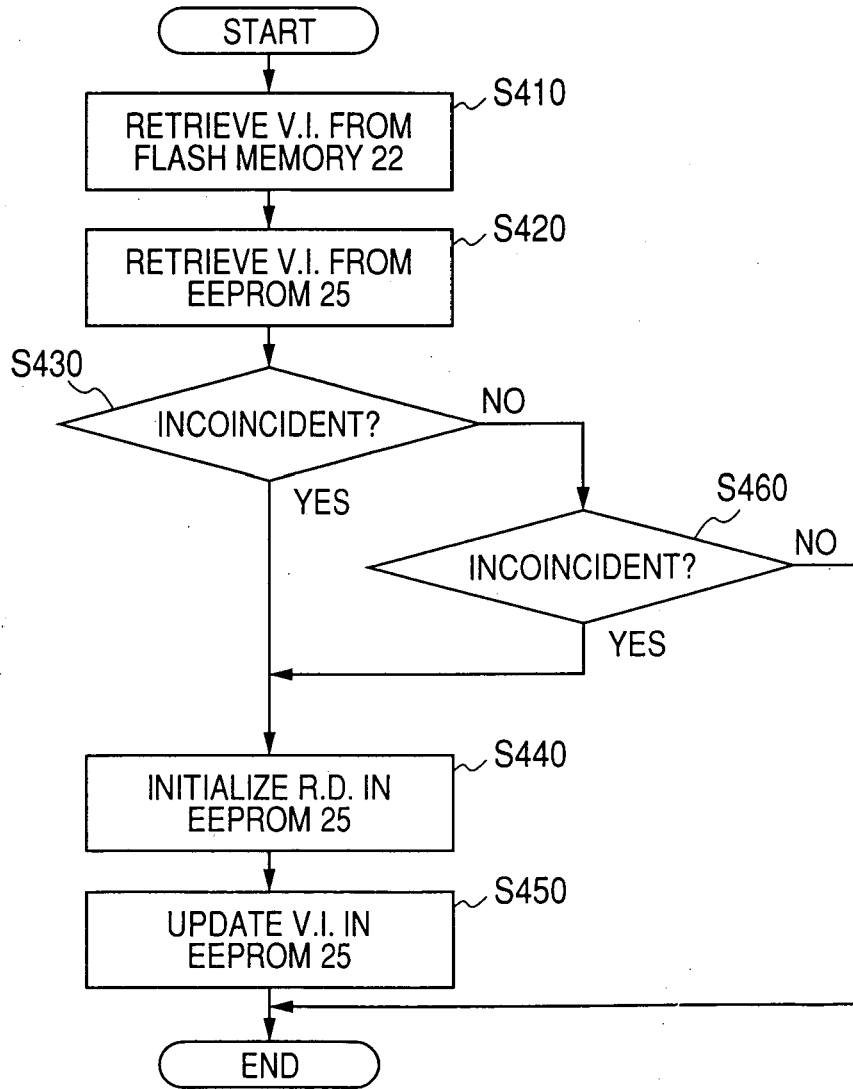 START
S410
RETRIEVE V.I. FROM
FLASH MEMORY 22
S420
RETRIEVE V.I. FROM
EEPROM 25
S430
INCOINCIDENT?
NO
YES
S460
INCOINCIDENT?
NO
YES
S440
INITIALIZE R.D. IN
EEPROM 25
S450
UPDATE V.I. IN
EEPROM 25
END